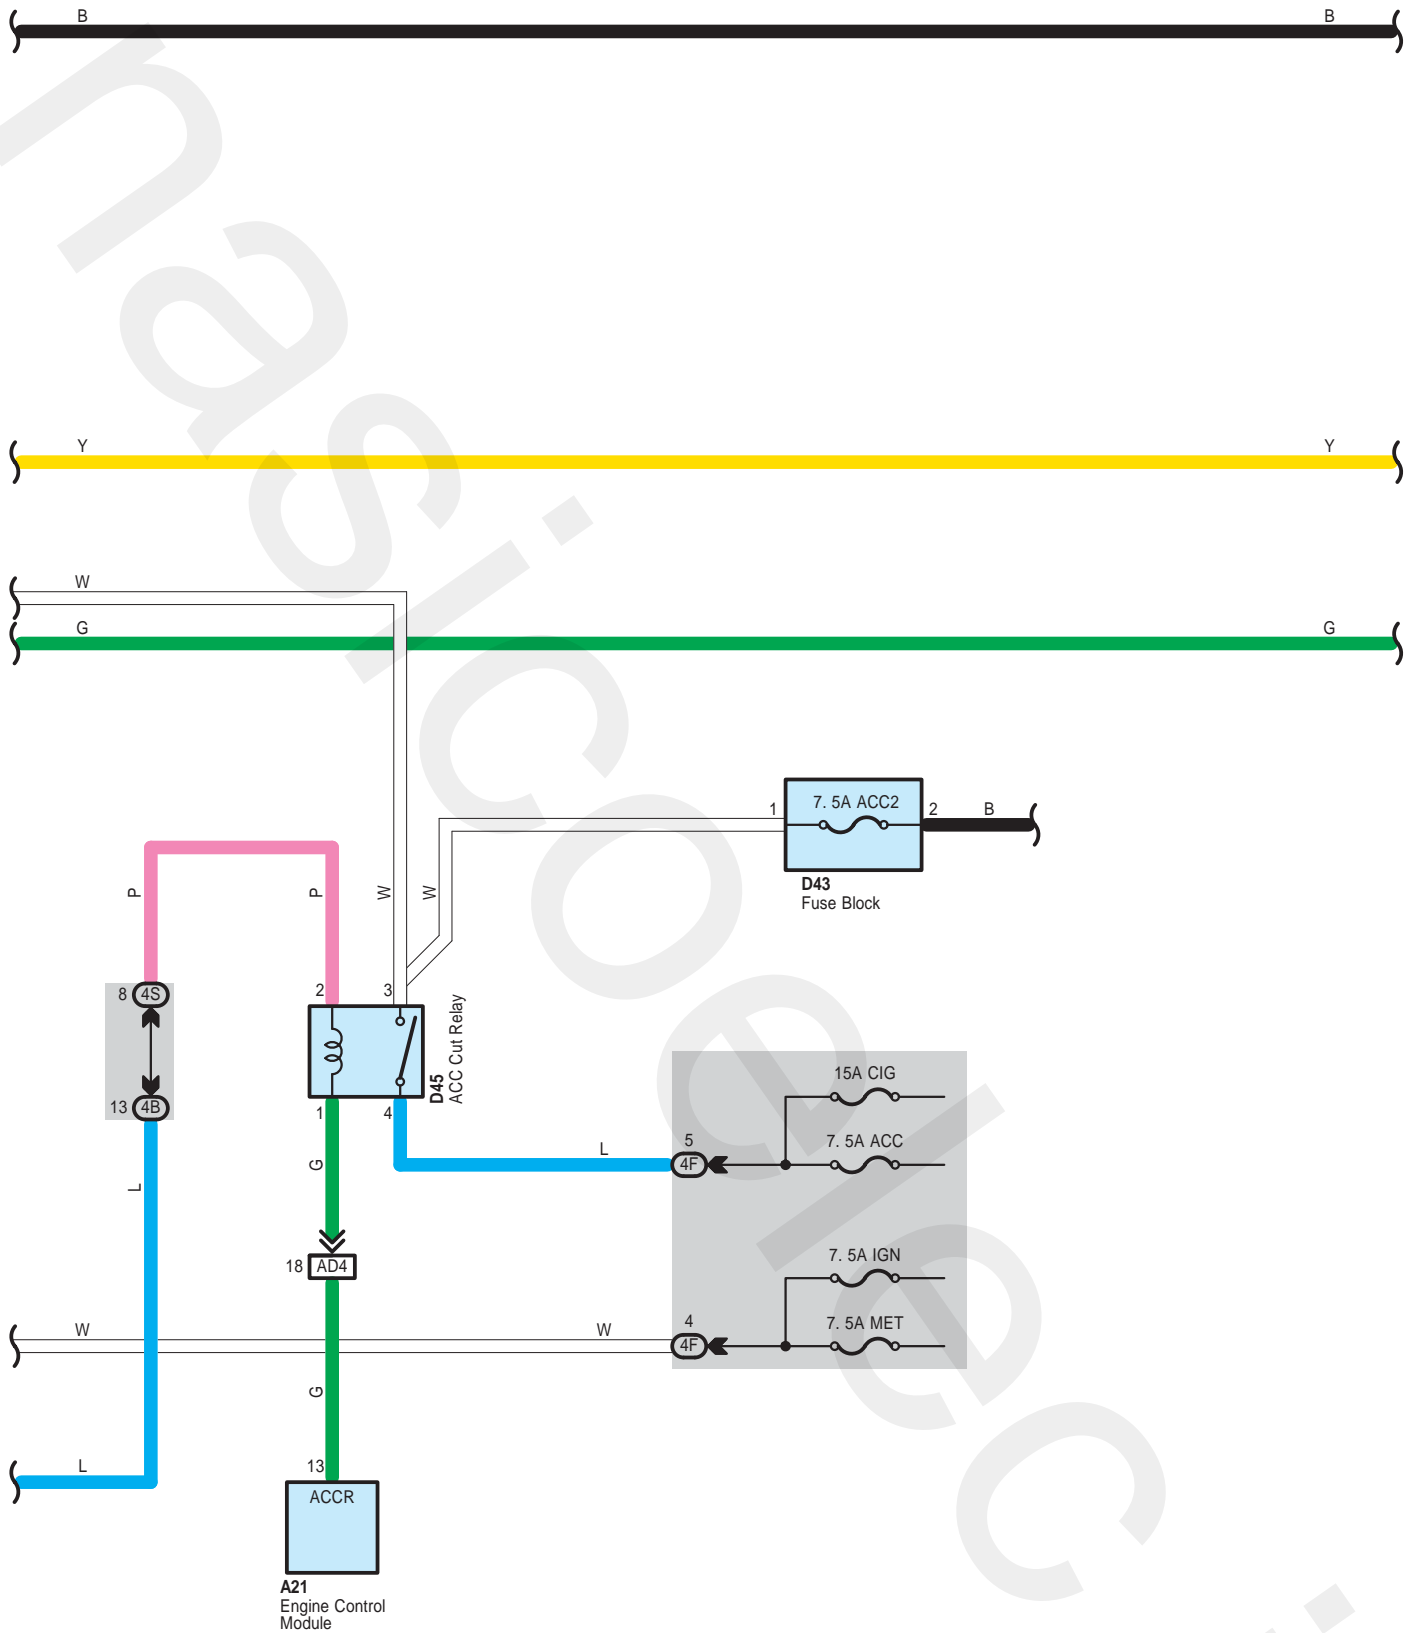 B B
Y Y
W
G G
7. 5A ACC2
1 2 B
D43
Fuse Block
P P W W
8 4S
2 3
D45
ACC Cut Relay
13 4B
1 4
15A CIG
5
4F
7. 5A ACC
L
G
L
18 AD4
7. 5A IGN
4
4F
7. 5A MET
W W
G
L
13
ACCR
A21
Engine Control
Module
nasicoelec